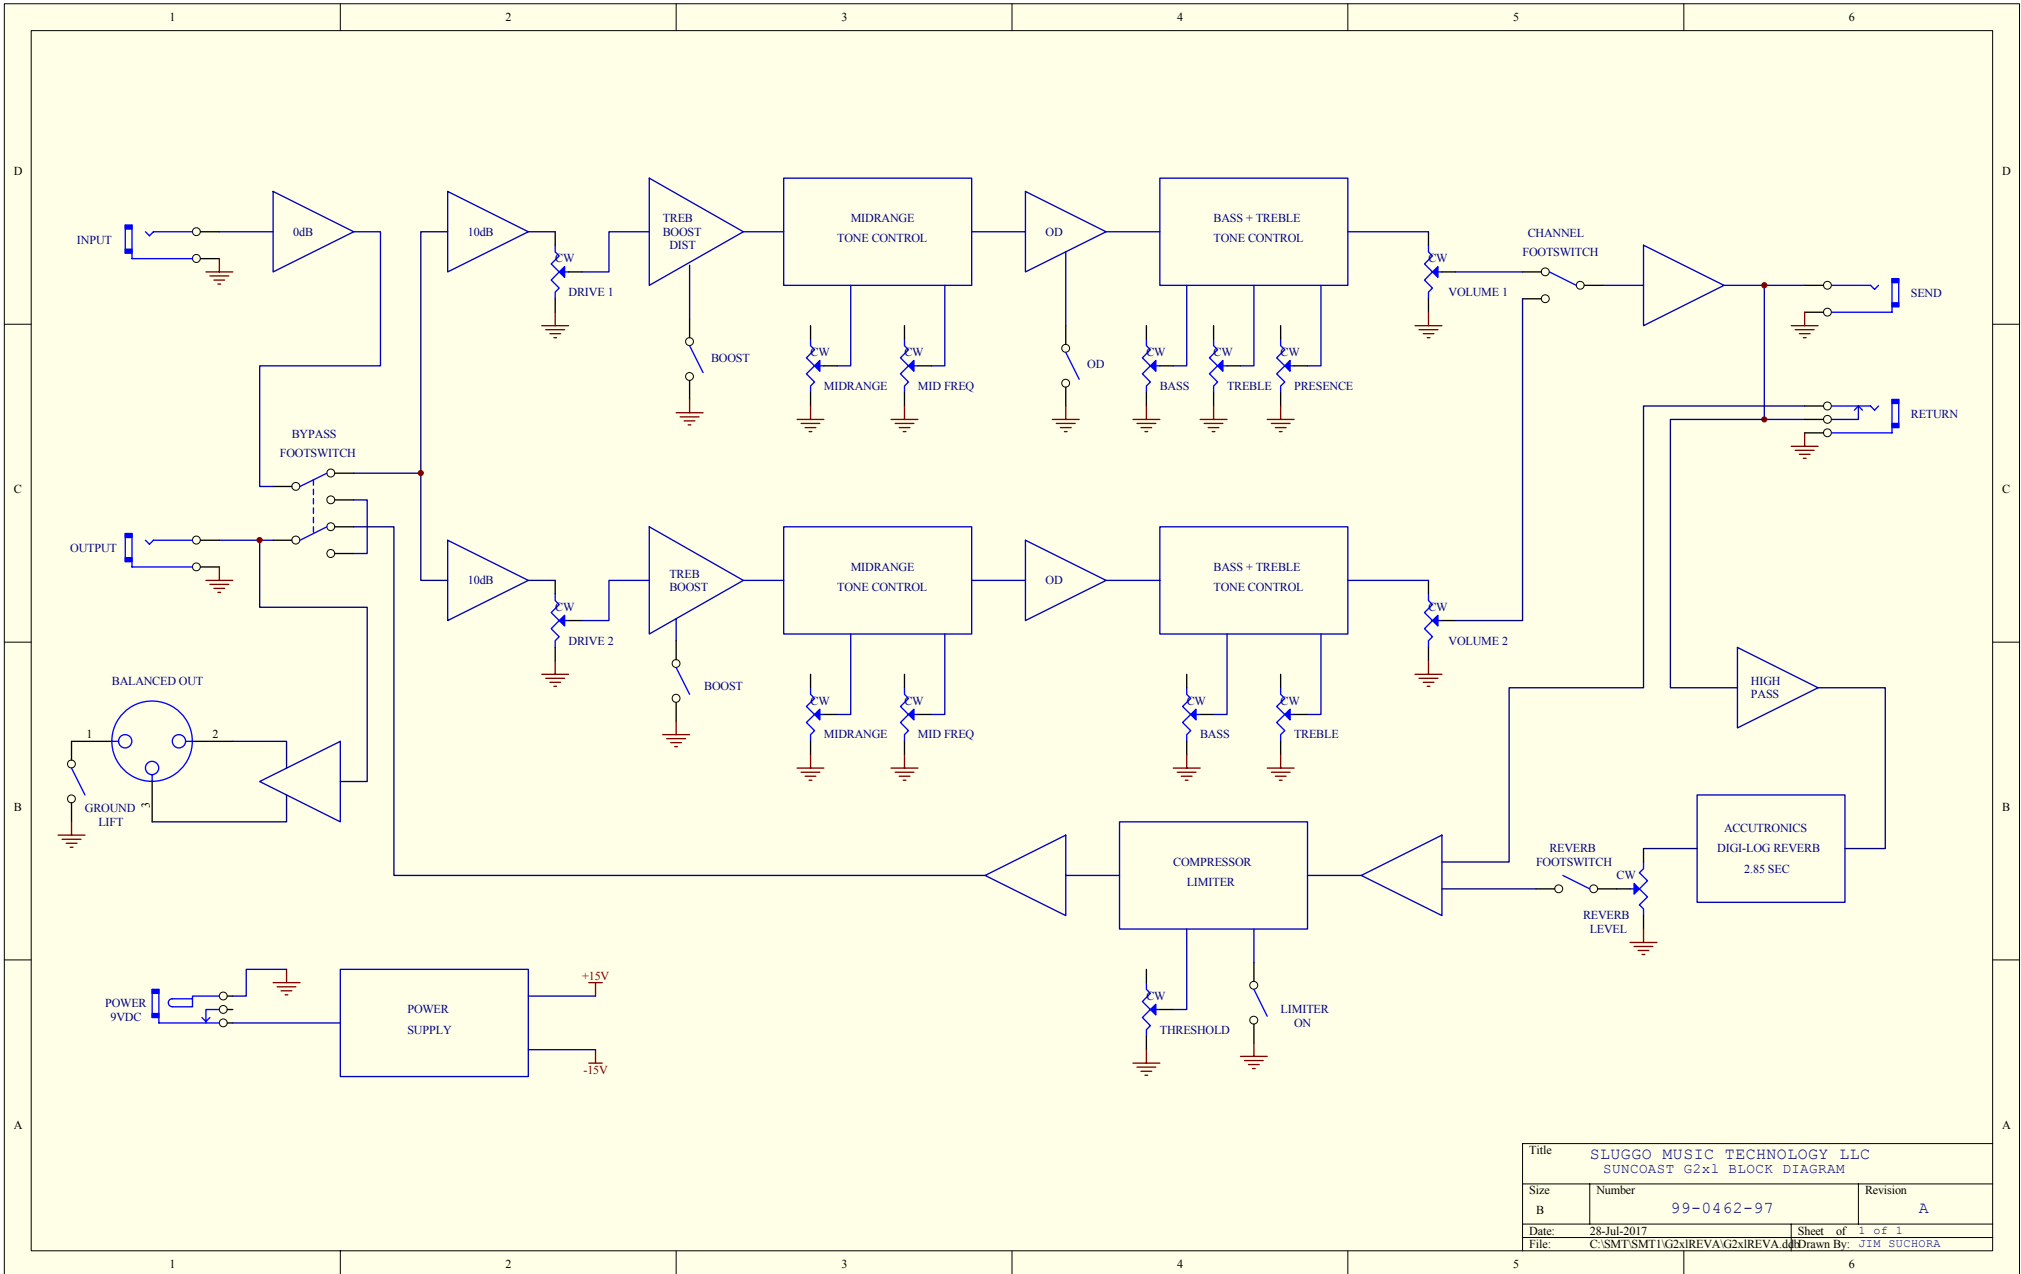 1 2 3 4 5 6
D D
INPUT
0dB
10dB
CW
DRIVE 1
TREB
BOOST
DIST
BOOST
MIDRANGE
TONE CONTROL
CW
MIDRANGE
CW
MID FREQ
OD
OD
BASS + TREBLE
TONE CONTROL
CW
BASS
CW
TREBLE
CW
PRESENCE
CW
VOLUME 1
CHANNEL
FOOTSWITCH
SEND
RETURN
C C
BYPASS
FOOTSWITCH
OUTPUT
10dB
CW
DRIVE 2
TREB
BOOST
BOOST
MIDRANGE
TONE CONTROL
CW
MIDRANGE
CW
MID FREQ
OD
BASS + TREBLE
TONE CONTROL
CW
BASS
CW
TREBLE
CW
VOLUME 2
HIGH
PASS
B B
BALANCED OUT
1
2
3
GROUND
LIFT
COMPRESSOR
LIMITER
CW
THRESHOLD
LIMITER
ON
REVERB
FOOTSWITCH
CW
REVERB
LEVEL
ACCUTRONICS
DIGI-LOG REVERB
2.85 SEC
A A
POWER
9VDC
POWER
SUPPLY
+15V
-15V
Title SLUGGO MUSIC TECHNOLOGY LLC
SUNCOAST G2xl BLOCK DIAGRAM
Size Number Revision
B 99-0462-97 A
Date: 28-Jul-2017 Sheet of 1 of 1
File: C:\SMT\SMT1\G2xlREVA\G2xlREVA.ddb Drawn By: JIM SUCHORA
1 2 3 4 5 6